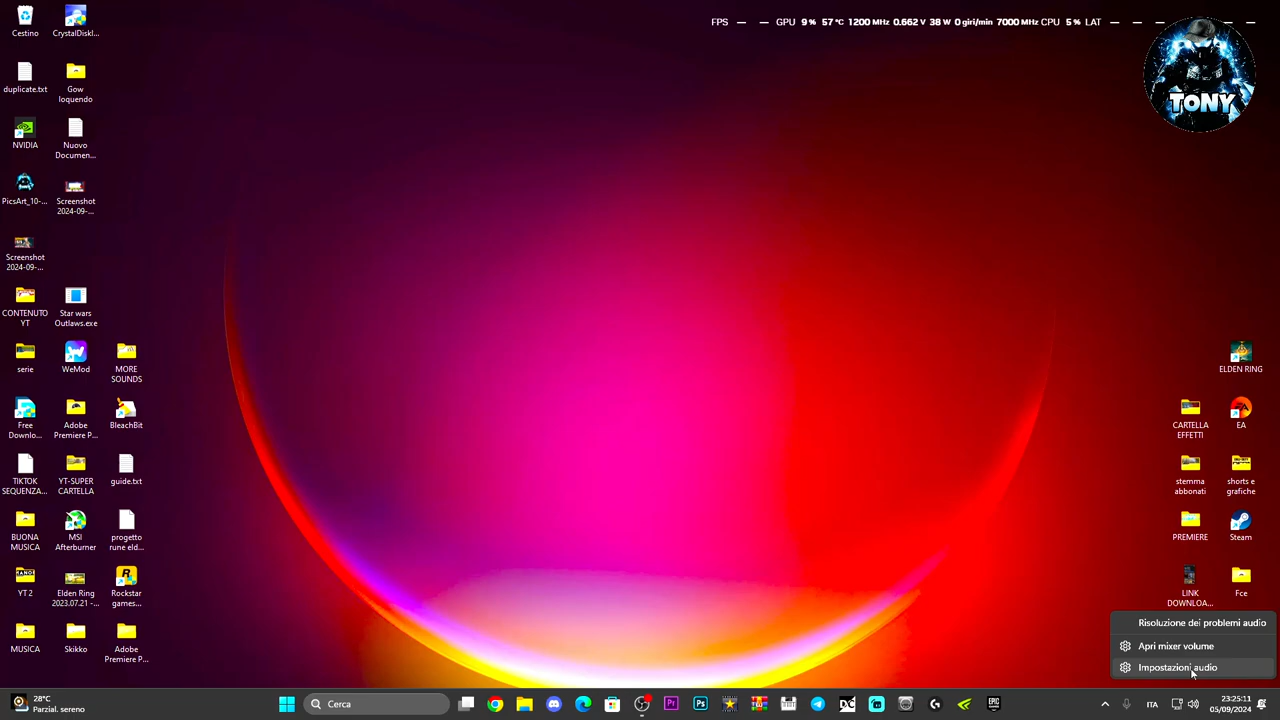 FPS — — GPU 9 % 57 °C 1200 MHz 0.662 V 38 W 0 giri/min 7000 MHz CPU 5 % LAT — — — — — — —
TONY
Cestino
CrystalDiskI...
duplicate.txt
Gow
loquendo
NVIDIA
Nuovo
Documen...
PicsArt_10-...
Screenshot
2024-09-...
Screenshot
2024-09-...
CONTENUTO
YT
Star wars
Outlaws.exe
serie
WeMod
MORE
SOUNDS
Free
Downlo...
Adobe
Premiere P...
BleachBit
TIKTOK
SEQUENZA...
YT-SUPER
CARTELLA
guide.txt
BUONA
MUSICA
MSI
Afterburner
progetto
rune eld...
YT 2
Elden Ring
2023.07.21 -...
Rockstar
games...
MUSICA
Skikko
Adobe
Premiere P...
ELDEN RING
CARTELLA
EFFETTI
EA
stemma
abbonati
shorts e
grafiche
PREMIERE
Steam
LINK
DOWNLOA...
Fce
Risoluzione dei problemi audio
Apri mixer volume
Impostazioni audio
28°C
Parzial. sereno
Cerca
ITA
23:25:11
05/09/2024